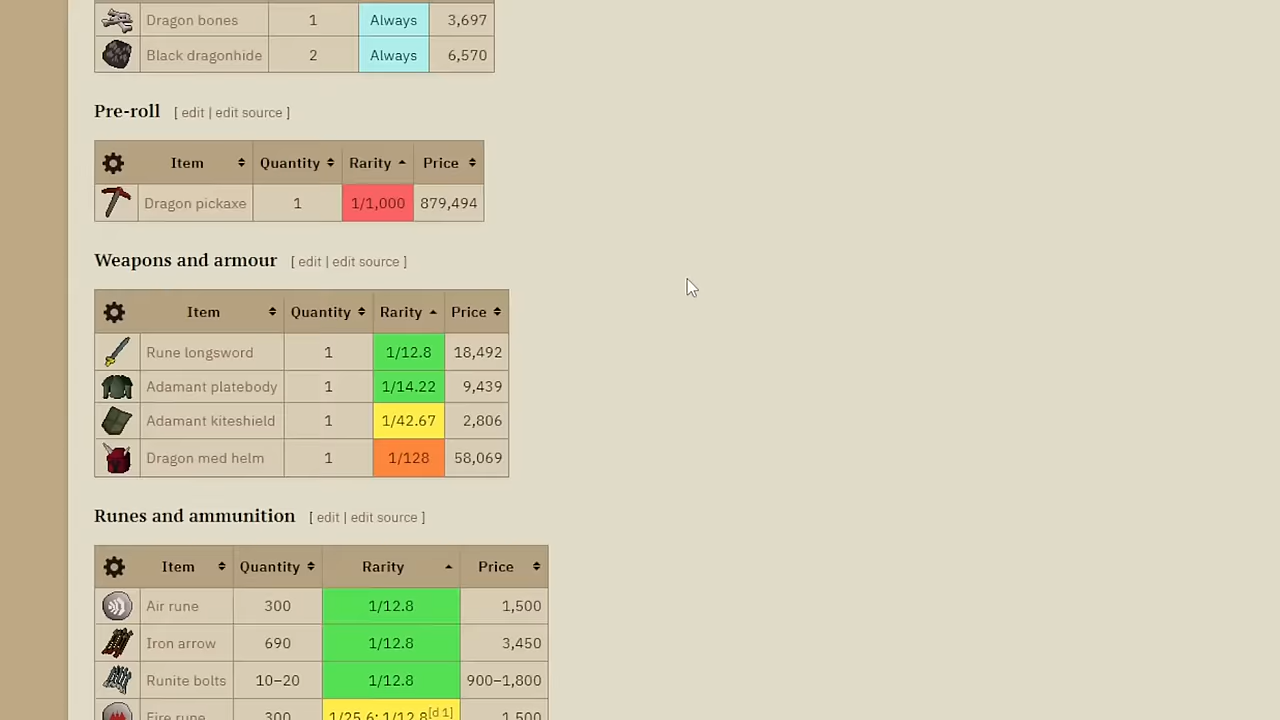 Dragon bones 1 Always 3,697
Black dragonhide 2 Always 6,570
Pre-roll [ edit | edit source ]
Item Quantity Rarity Price
Dragon pickaxe 1 1/1,000 879,494
Weapons and armour [ edit | edit source ]
Item Quantity Rarity Price
Rune longsword 1 1/12.8 18,492
Adamant platebody 1 1/14.22 9,439
Adamant kiteshield 1 1/42.67 2,806
Dragon med helm 1 1/128 58,069
Runes and ammunition [ edit | edit source ]
Item Quantity Rarity Price
Air rune 300 1/12.8 1,500
Iron arrow 690 1/12.8 3,450
Runite bolts 10–20 1/12.8 900–1,800
Fire rune 300 1/25.6; 1/12.8[d 1] 1,500